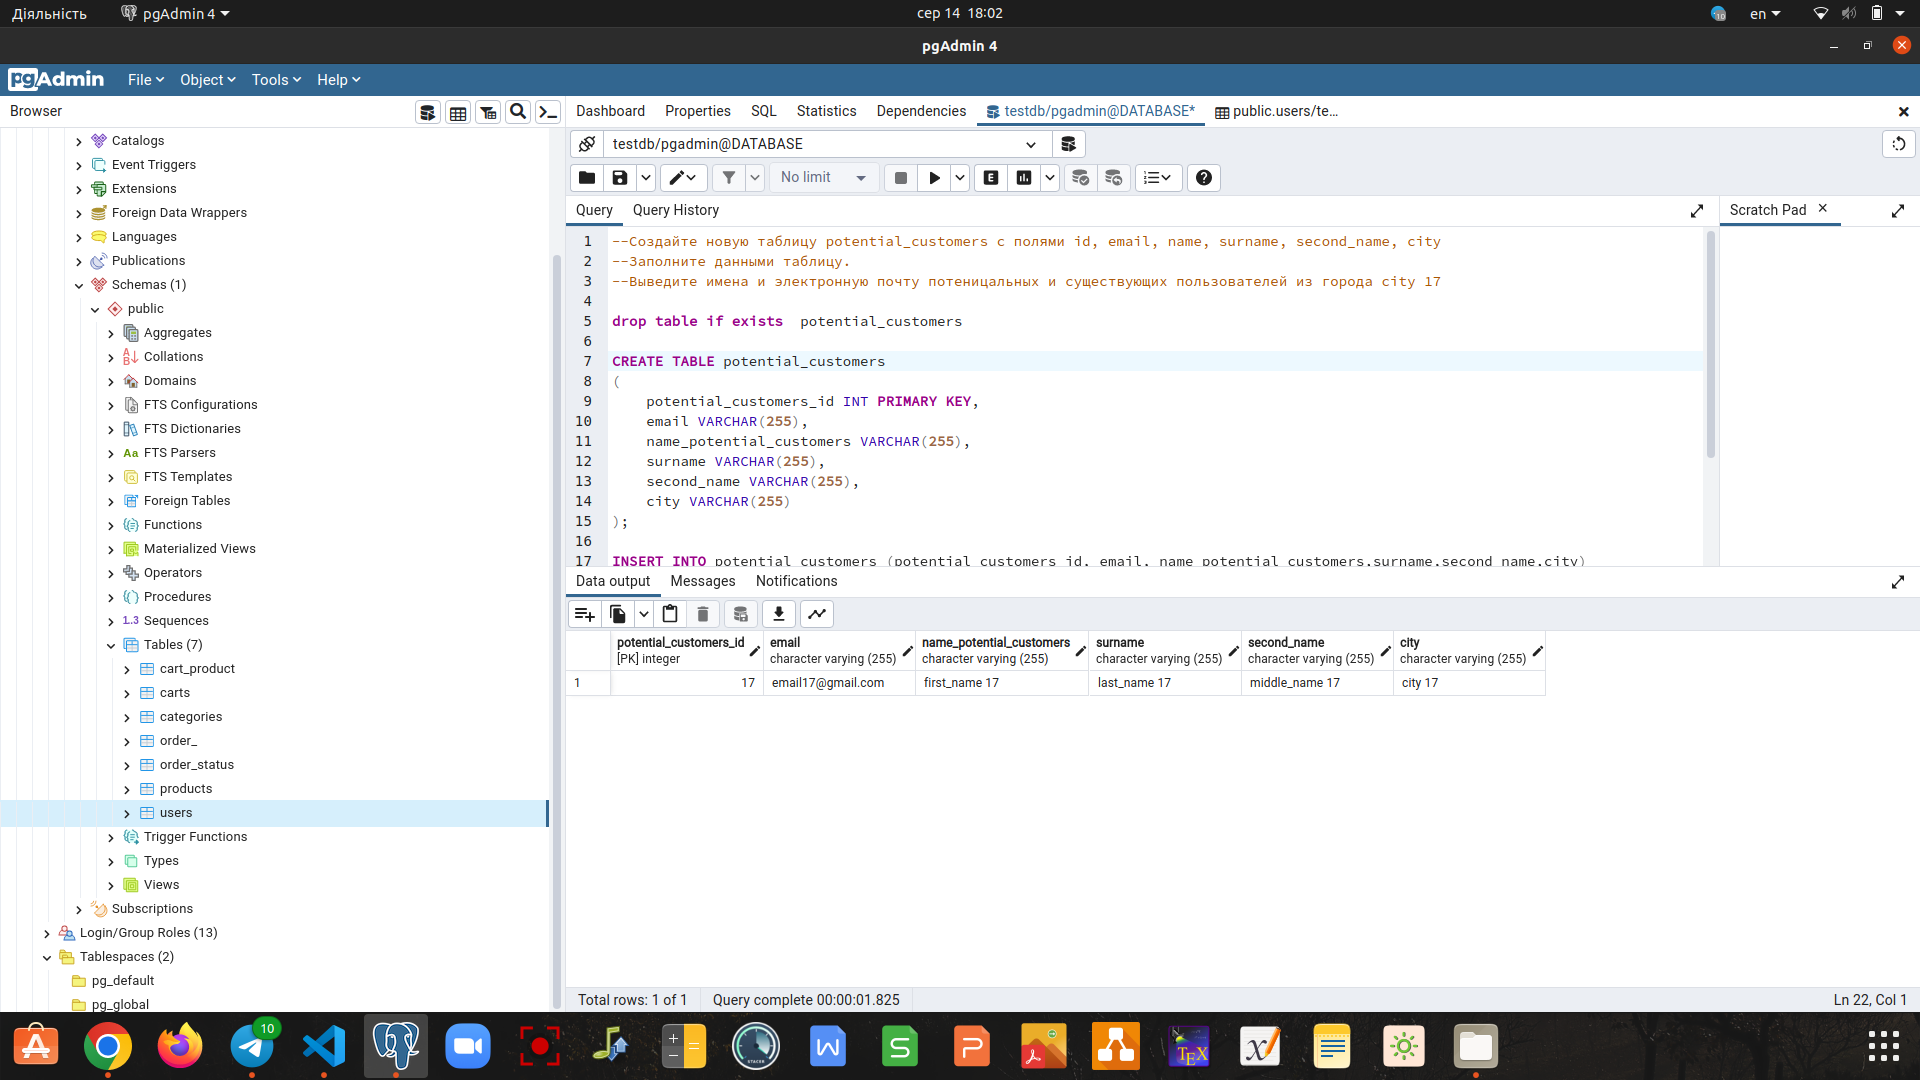 Діяльність
pgAdmin 4
сер 14 18:02
10
en
pgAdmin 4
pgAdmin
File
Object
Tools
Help
Browser
Dashboard
Properties
SQL
Statistics
Dependencies
testdb/pgadmin@DATABASE*
public.users/te...
testdb/pgadmin@DATABASE
No limit
E
Query
Query History
Scratch Pad
Catalogs
Event Triggers
Extensions
Foreign Data Wrappers
Languages
Publications
Schemas (1)
public
Aggregates
Collations
Domains
FTS Configurations
FTS Dictionaries
Aa FTS Parsers
FTS Templates
Foreign Tables
Functions
Materialized Views
Operators
Procedures
1.3 Sequences
Tables (7)
cart_product
carts
categories
order_
order_status
products
users
Trigger Functions
Types
Views
Subscriptions
Login/Group Roles (13)
Tablespaces (2)
pg_default
pg_global
1 --Создайте новую таблицу potential_customers с полями id, email, name, surname, second_name, city
2 --Заполните данными таблицу.
3 --Выведите имена и электронную почту потеницальных и существующих пользователей из города city 17
4
5 drop table if exists  potential_customers
6
7 CREATE TABLE potential_customers
8 (
9     potential_customers_id INT PRIMARY KEY,
10     email VARCHAR(255),
11     name_potential_customers VARCHAR(255),
12     surname VARCHAR(255),
13     second_name VARCHAR(255),
14     city VARCHAR(255)
15 );
16
17 INSERT INTO potential_customers (potential_customers_id, email, name_potential_customers,surname,second_name,city)
Data output
Messages
Notifications
potential_customers_id
[PK] integer
email
character varying (255)
name_potential_customers
character varying (255)
surname
character varying (255)
second_name
character varying (255)
city
character varying (255)
1 17 email17@gmail.com first_name 17 last_name 17 middle_name 17 city 17
Total rows: 1 of 1
Query complete 00:00:01.825
Ln 22, Col 1
10
STACER
W
S
P
TEX
X